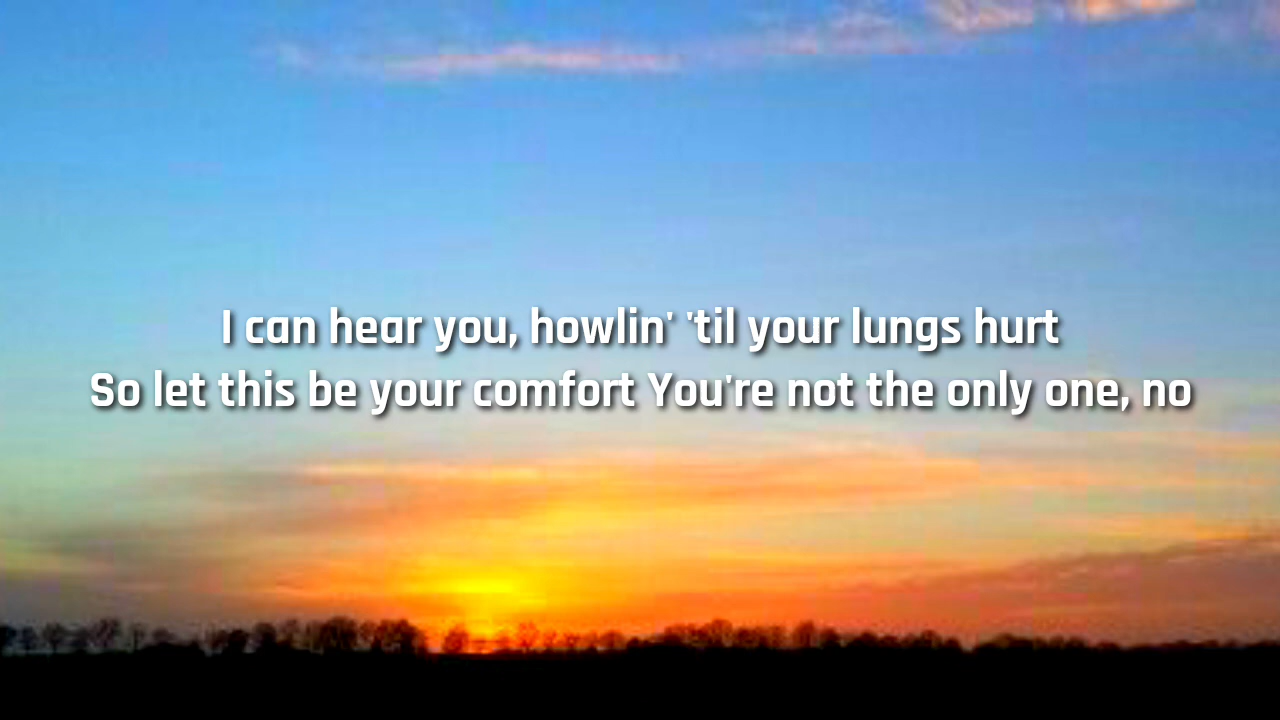 I can hear you, howlin' 'til your lungs hurt
So let this be your comfort You're not the only one, no